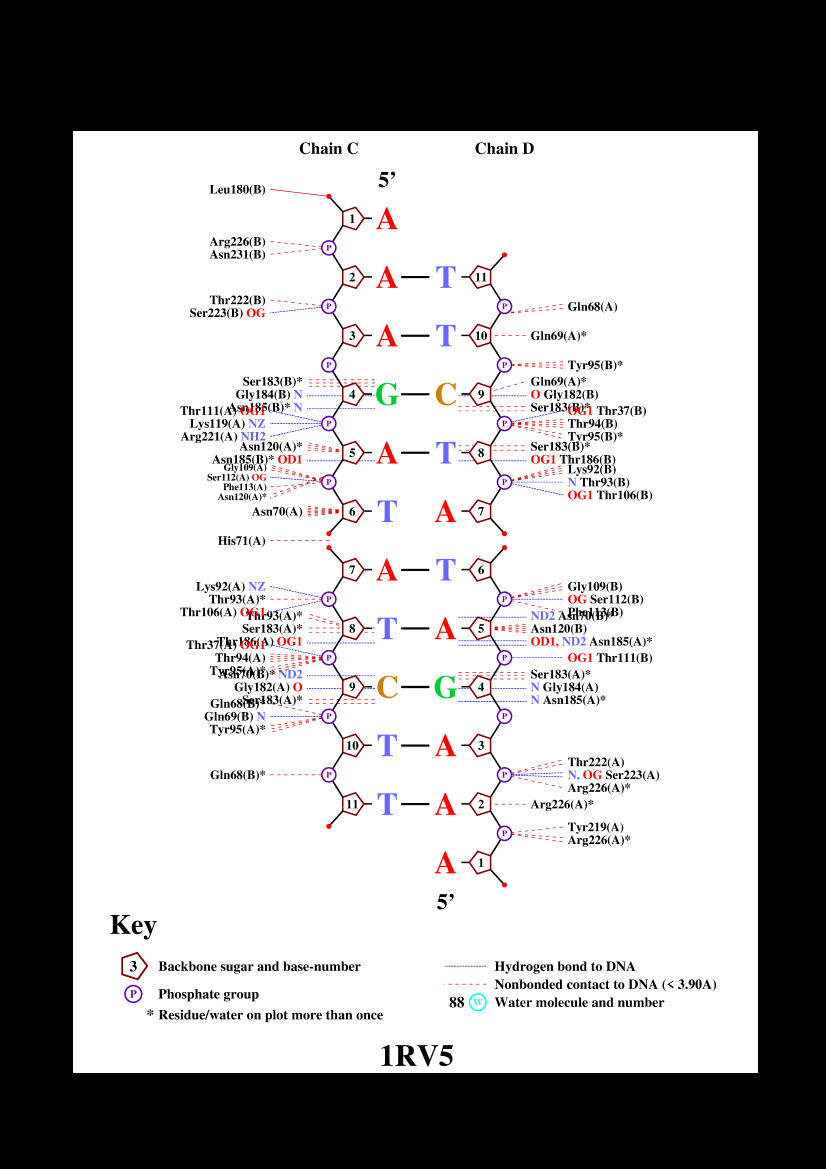 Chain C Chain D
5’
Leu180(B)
1 A
Arg226(B) P
Asn231(B)
2 A T 11
Thr222(B) P P Gln68(A)
Ser223(B) OG
3 A T 10 Gln69(A)*
P P Tyr95(B)*
Ser183(B)* Gln69(A)*
Gly184(B) N 4 G C 9 O Gly182(B)
Asn185(B)* N Ser183(B)*
Thr111(A) OG1 OG1 Thr37(B)
Lys119(A) NZ P P Thr94(B)
Arg221(A) NH2 Tyr95(B)*
Asn120(A)* 5 A T 8 Ser183(B)*
Asn185(B)* OD1 OG1 Thr186(B)
Gly109(A) Lys92(B)
Ser112(A) OG P P N Thr93(B)
Phe113(A)
Asn120(A)* OG1 Thr106(B)
Asn70(A) 6 T A 7
His71(A)
7 A T 6
Lys92(A) NZ Gly109(B)
Thr93(A)* P P OG Ser112(B)
Thr106(A) OG1 Phe113(B)
Thr93(A)* ND2 Asn70(B)*
Ser183(A)* 8 T A 5 Asn120(B)
Thr186(A) OG1 OD1, ND2 Asn185(A)*
Thr37(A) OG1
Thr94(A) P P OG1 Thr111(B)
Tyr95(A)*
Asn70(B)* ND2 Ser183(A)*
Gly182(A) O 9 C G 4 N Gly184(A)
Ser183(A)* N Asn185(A)*
Gln68(B)*
Gln69(B) N P P
Tyr95(A)*
10 T A 3
Thr222(A)
Gln68(B)* P P N, OG Ser223(A)
Arg226(A)*
11 T A 2 Arg226(A)*
P Tyr219(A)
Arg226(A)*
A 1
5’
Key
3 Backbone sugar and base-number
P Phosphate group
* Residue/water on plot more than once
Hydrogen bond to DNA
Nonbonded contact to DNA (< 3.90A)
88 W Water molecule and number
1RV5